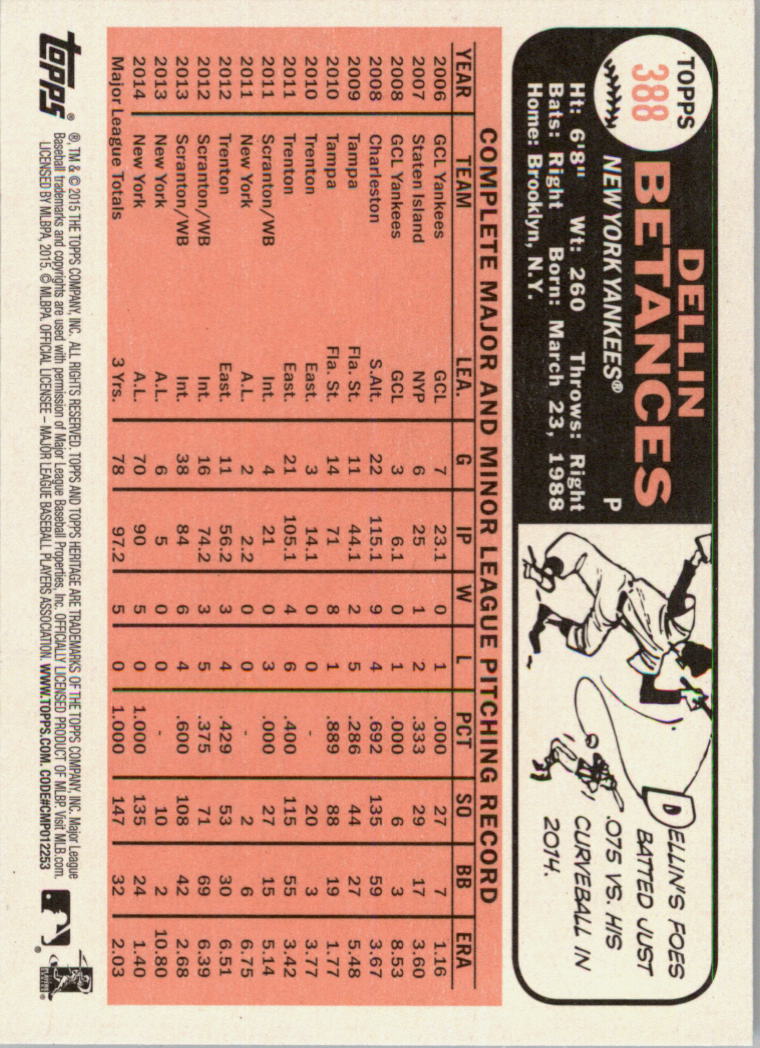 TOPPS
388
DELLIN
BETANCES
NEW YORK YANKEES® P
Ht: 6'8" Wt: 260 Throws: Right
Bats: Right Born: March 23, 1988
Home: Brooklyn, N.Y.
DELLIN'S FOES
BATTED JUST
.075 VS. HIS
CURVEBALL IN
2014.
COMPLETE MAJOR AND MINOR LEAGUE PITCHING RECORD
YEAR TEAM LEA. G IP W L PCT SO BB ERA
2006 GCL Yankees GCL 7 23.1 0 1 .000 27 7 1.16
2007 Staten Island NYP 6 25 1 2 .333 29 17 3.60
2008 GCL Yankees GCL 3 6.1 0 1 .000 6 3 8.53
2008 Charleston S.Alt. 22 115.1 9 4 .692 135 59 3.67
2009 Tampa Fla. St. 11 44.1 2 5 .286 44 27 5.48
2010 Tampa Fla. St. 14 71 8 1 .889 88 19 1.77
2010 Trenton East. 3 14.1 0 0 - 20 3 3.77
2011 Trenton East. 21 105.1 4 6 .400 115 55 3.42
2011 Scranton/WB Int. 4 21 0 3 .000 27 15 5.14
2011 New York A.L. 2 2.2 0 0 - 2 6 6.75
2012 Trenton East. 11 56.2 3 4 .429 53 30 6.51
2012 Scranton/WB Int. 16 74.2 3 5 .375 71 69 6.39
2013 Scranton/WB Int. 38 84 6 4 .600 108 42 2.68
2013 New York A.L. 6 5 0 0 - 10 2 10.80
2014 New York A.L. 70 90 5 0 1.000 135 24 1.40
Major League Totals 3 Yrs. 78 97.2 5 0 1.000 147 32 2.03
topps®
®, TM & © 2015 THE TOPPS COMPANY, INC. ALL RIGHTS RESERVED. TOPPS AND TOPPS HERITAGE ARE TRADEMARKS OF THE TOPPS COMPANY, INC. Major League
Baseball trademarks and copyrights are used with permission of Major League Baseball Properties, Inc. OFFICIALLY LICENSED PRODUCT OF MLBP. Visit MLB.com.
LICENSED BY MLBPA, 2015. © MLBPA. OFFICIAL LICENSEE – MAJOR LEAGUE BASEBALL PLAYERS ASSOCIATION. WWW.TOPPS.COM. CODE#CMP012253